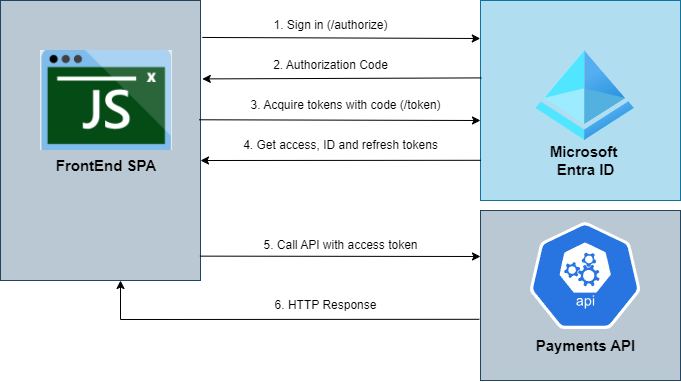 1. Sign in (/authorize)
2. Authorization Code
x
JS
3. Acquire tokens with code (/token)
4. Get access, ID and refresh tokens
FrontEnd SPA
Microsoft
Entra ID
5. Call API with access token
6. HTTP Response
api
Payments API